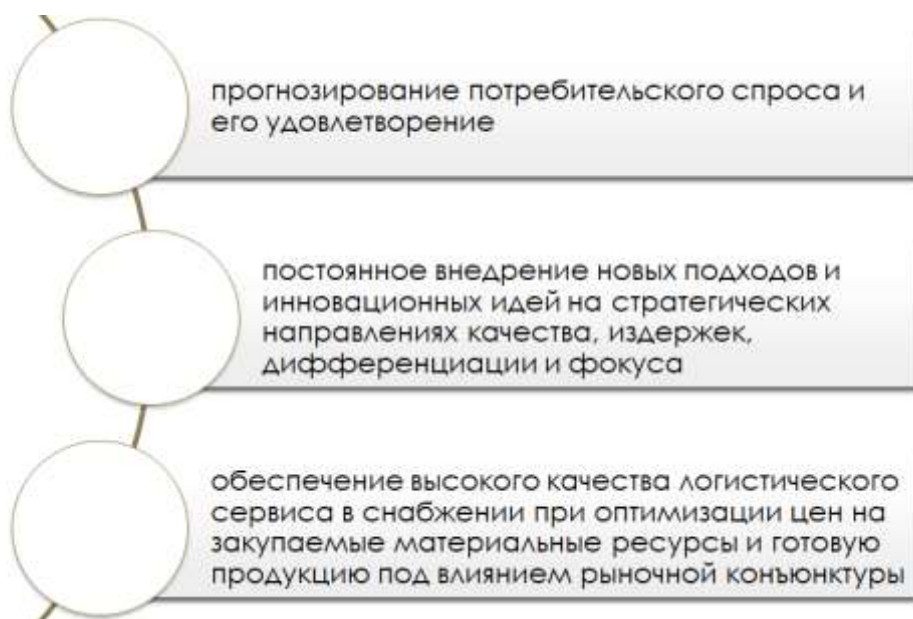 прогнозирование потребительского спроса и
его удовлетворение
постоянное внедрение новых подходов и
инновационных идей на стратегических
направлениях качества, издержек,
дифференциации и фокуса
обеспечение высокого качества логистического
сервиса в снабжении при оптимизации цен на
закупаемые материальные ресурсы и готовую
продукцию под влиянием рыночной конъюнктуры